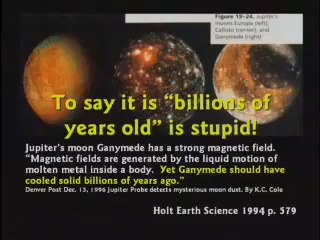 Figure 19-24. Jupiter's
moons Europa (left),
Callisto (center), and
Ganymede (right)
To say it is “billions of
years old” is stupid!
Jupiter’s moon Ganymede has a strong magnetic field.
“Magnetic fields are generated by the liquid motion of
molten metal inside a body. Yet Ganymede should have
cooled solid billions of years ago.”
Denver Post Dec. 13, 1996 Jupiter Probe detects mysterious moon dust. By K.C. Cole
Holt Earth Science 1994 p. 579